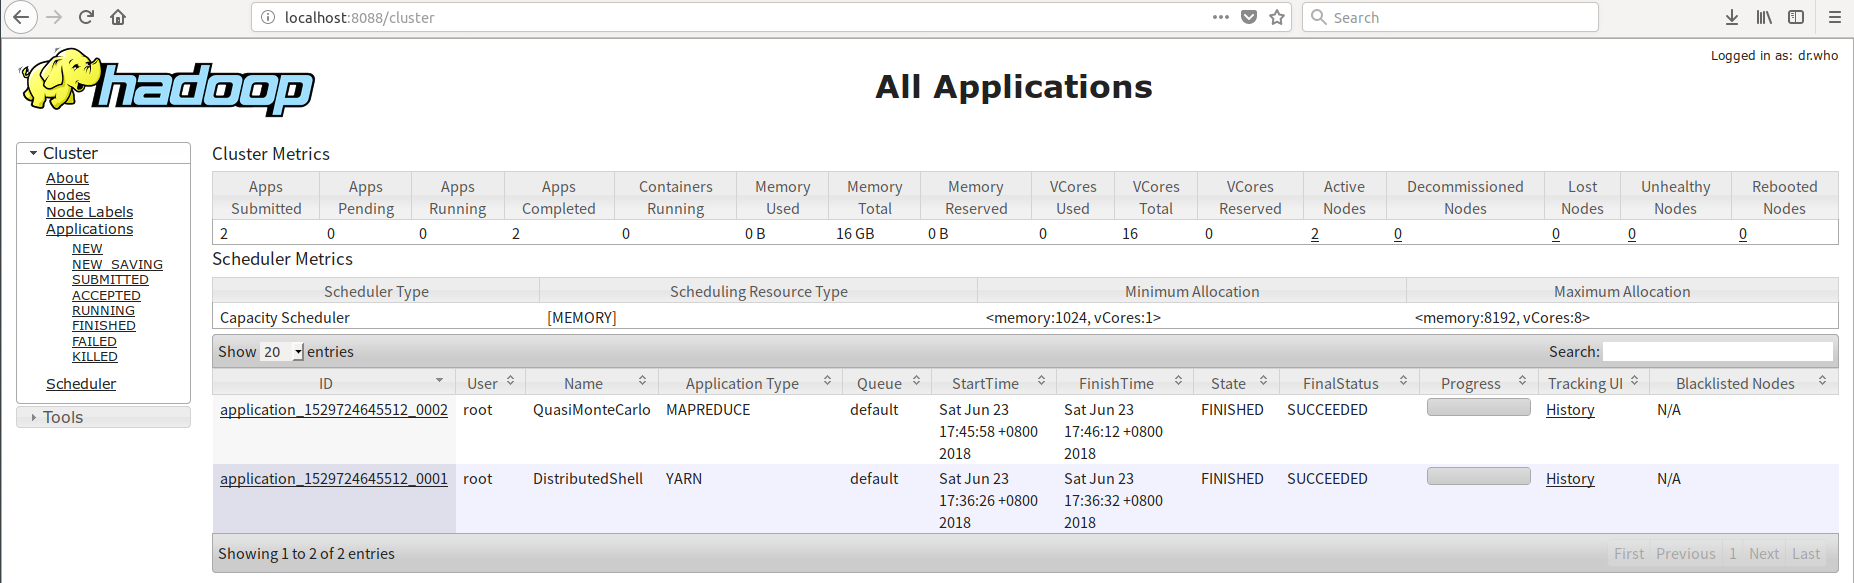 localhost:8088/cluster
Search
Logged in as: dr.who
hadoop
All Applications
Cluster
About
Nodes
Node Labels
Applications
NEW
NEW_SAVING
SUBMITTED
ACCEPTED
RUNNING
FINISHED
FAILED
KILLED
Scheduler
Tools
Cluster Metrics
Apps Submitted Apps Pending Apps Running Apps Completed Containers Running Memory Used Memory Total Memory Reserved VCores Used VCores Total VCores Reserved Active Nodes Decommissioned Nodes Lost Nodes Unhealthy Nodes Rebooted Nodes
2 0 0 2 0 0 B 16 GB 0 B 0 16 0 2 0 0 0 0
Scheduler Metrics
Scheduler Type Scheduling Resource Type Minimum Allocation Maximum Allocation
Capacity Scheduler [MEMORY] <memory:1024, vCores:1> <memory:8192, vCores:8>
Show 20 entries Search:
ID User Name Application Type Queue StartTime FinishTime State FinalStatus Progress Tracking UI Blacklisted Nodes
application_1529724645512_0002 root QuasiMonteCarlo MAPREDUCE default Sat Jun 23 Sat Jun 23 FINISHED SUCCEEDED History N/A
17:45:58 +0800 17:46:12 +0800
2018 2018
application_1529724645512_0001 root DistributedShell YARN default Sat Jun 23 Sat Jun 23 FINISHED SUCCEEDED History N/A
17:36:26 +0800 17:36:32 +0800
2018 2018
Showing 1 to 2 of 2 entries First Previous 1 Next Last